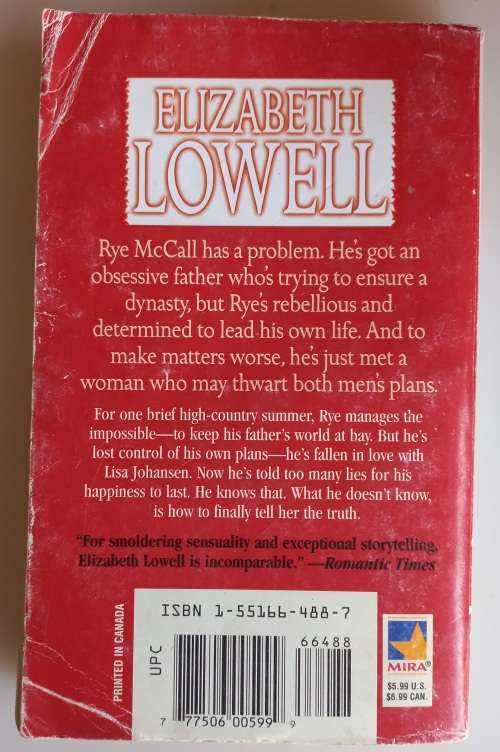 ELIZABETH
LOWELL
Rye McCall has a problem. He's got an
obsessive father who's trying to ensure a
dynasty, but Rye's rebellious and
determined to lead his own life. And to
make matters worse, he's just met a
woman who may thwart both men's plans.
For one brief high-country summer, Rye manages the
impossible—to keep his father's world at bay. But he's
lost control of his own plans—he's fallen in love with
Lisa Johansen. Now he's told too many lies for his
happiness to last. He knows that. What he doesn't know,
is how to finally tell her the truth.
"For smoldering sensuality and exceptional storytelling,
Elizabeth Lowell is incomparable." —Romantic Times
PRINTED IN CANADA
UPC
ISBN 1-55166-488-7
66488
7 77506 00599 9
MIRA®
$5.99 U.S.
$6.99 CAN.